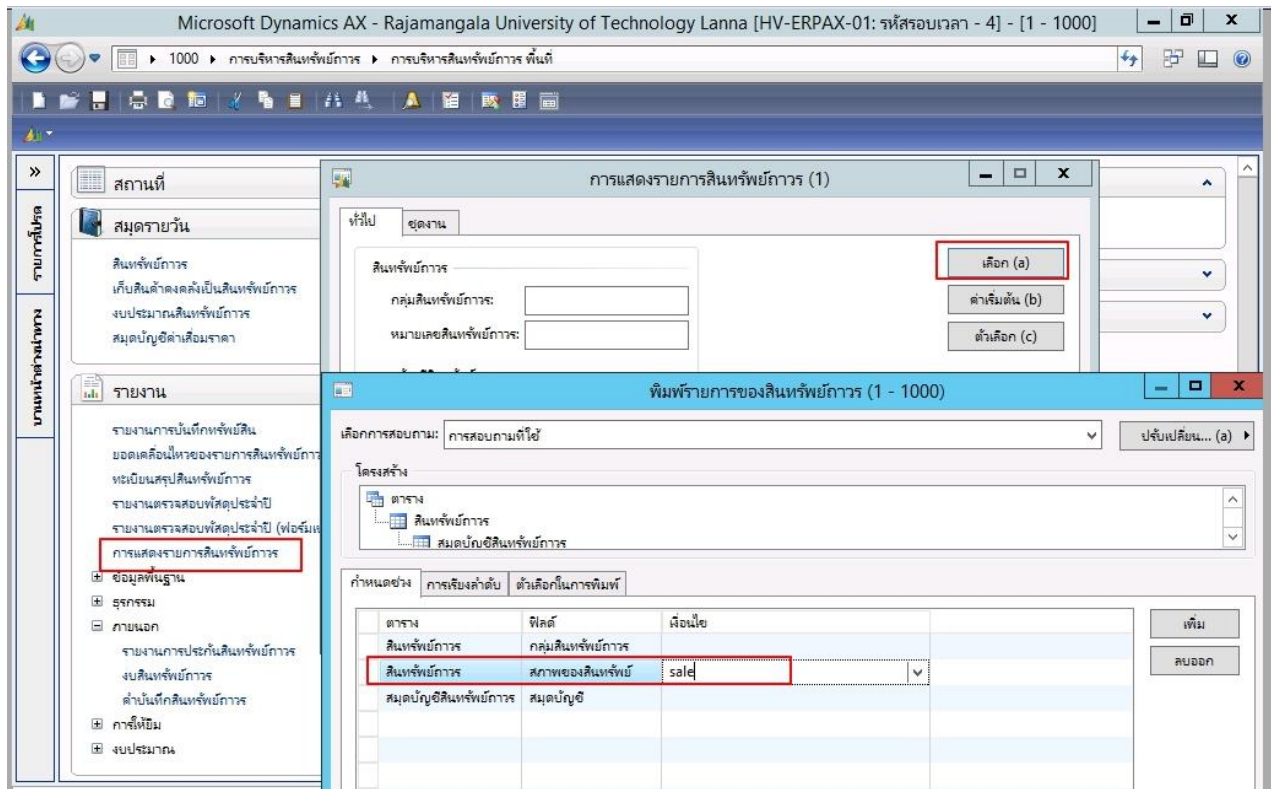 Microsoft Dynamics AX - Rajamangala University of Technology Lanna [HV-ERPAX-01: รหัสรอบเวลา - 4] - [1 - 1000]
1000 การบริหารสินทรัพย์ถาวร การบริหารสินทรัพย์ถาวร พื้นที่
รายการโปรด
บานหน้าต่างนำทาง
สถานที่
สมุดรายวัน
สินทรัพย์ถาวร
เก็บสินค้าคงคลังเป็นสินทรัพย์ถาวร
งบประมาณสินทรัพย์ถาวร
สมุดบัญชีค่าเสื่อมราคา
รายงาน
รายงานการบันทึกทรัพย์สิน
ยอดเคลื่อนไหวของรายการสินทรัพย์ถาว
ทะเบียนสรุปสินทรัพย์ถาวร
รายงานตรวจสอบพัสดุประจำปี
รายงานตรวจสอบพัสดุประจำปี (ฟอร์มเ
การแสดงรายการสินทรัพย์ถาวร
ข้อมูลพื้นฐาน
ธุรกรรม
ภายนอก
รายงานการประกันสินทรัพย์ถาวร
งบสินทรัพย์ถาวร
คำบันทึกสินทรัพย์ถาวร
การให้ยืม
งบประมาณ
การแสดงรายการสินทรัพย์ถาวร (1)
ทั่วไป ชุดงาน
สินทรัพย์ถาวร
กลุ่มสินทรัพย์ถาวร:
หมายเลขสินทรัพย์ถาวร:
เลือก (a)
ค่าเริ่มต้น (b)
ตัวเลือก (c)
พิมพ์รายการของสินทรัพย์ถาวร (1 - 1000)
เลือกการสอบถาม: การสอบถามที่ใช้ ปรับเปลี่ยน... (a)
โครงสร้าง
ตาราง
สินทรัพย์ถาวร
สมุดบัญชีสินทรัพย์ถาวร
กำหนดช่วง การเรียงลำดับ ตัวเลือกในการพิมพ์
ตาราง ฟิลด์ เงื่อนไข
สินทรัพย์ถาวร กลุ่มสินทรัพย์ถาวร
สินทรัพย์ถาวร สภาพของสินทรัพย์ sale
สมุดบัญชีสินทรัพย์ถาวร สมุดบัญชี
เพิ่ม
ลบออก